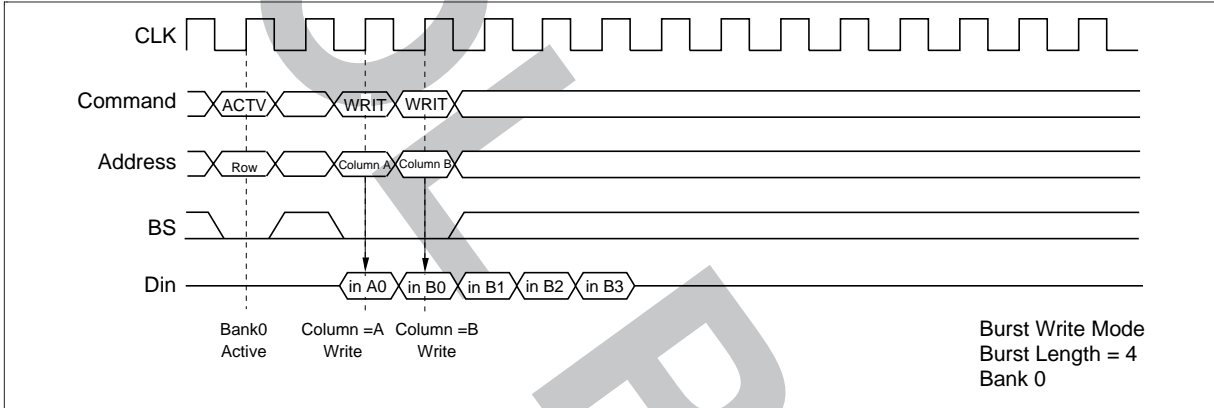 CLK
Command ACTV WRIT WRIT
Address Row Column A Column B
BS
Din in A0 in B0 in B1 in B2 in B3
Bank0 Column =A Column =B
Active Write Write
Burst Write Mode
Burst Length = 4
Bank 0